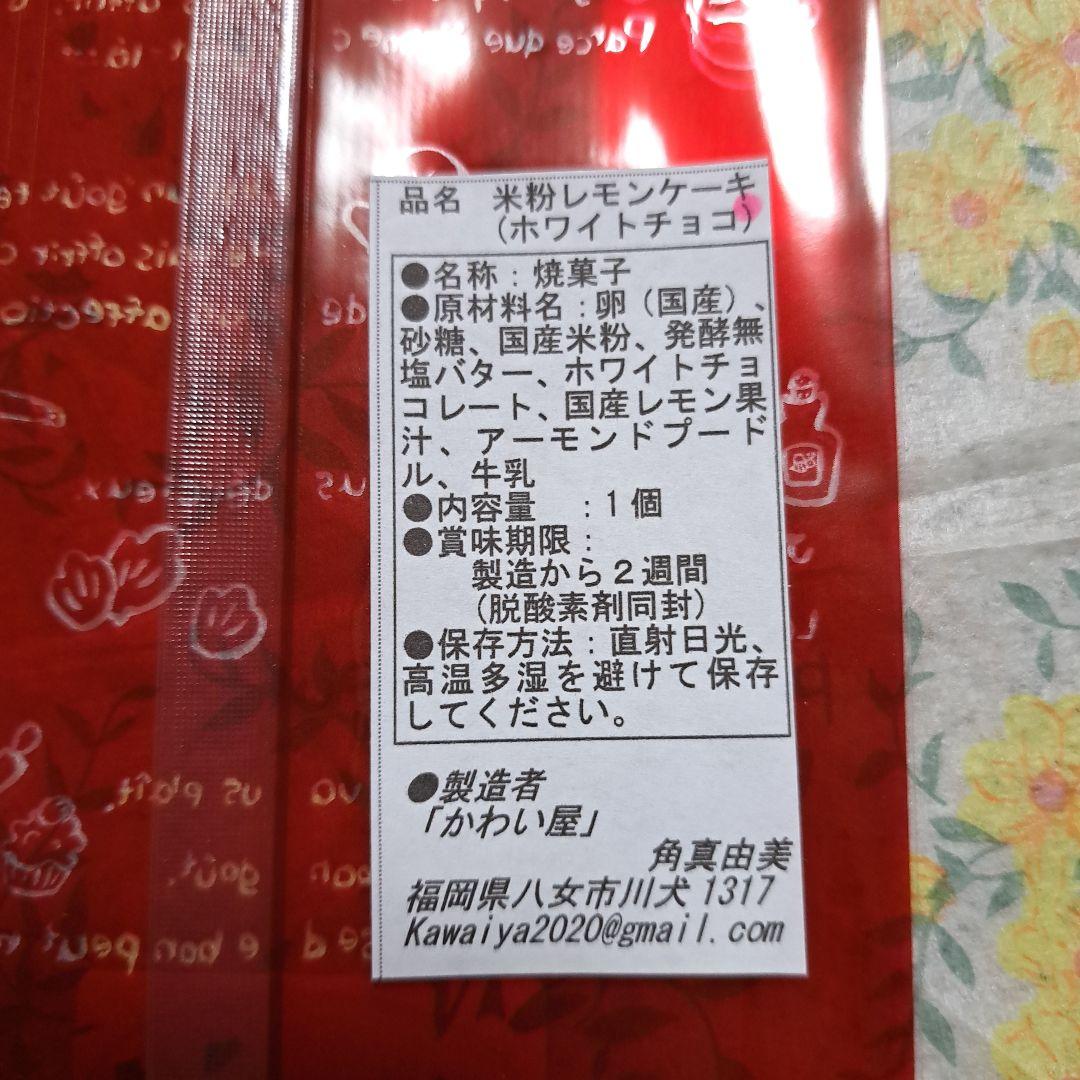 品名 米粉レモンケーキ
(ホワイトチョコ)
●名称：焼菓子
●原材料名：卵（国産）、
砂糖、国産米粉、発酵無
塩バター、ホワイトチョ
コレート、国産レモン果
汁、アーモンドプード
ル、牛乳
●内容量 ：1個
●賞味期限：
製造から2週間
(脱酸素剤同封)
●保存方法：直射日光、
高温多湿を避けて保存
してください。
●製造者
「かわい屋」
角真由美
福岡県八女市川犬1317
Kawaiya2020@gmail.com